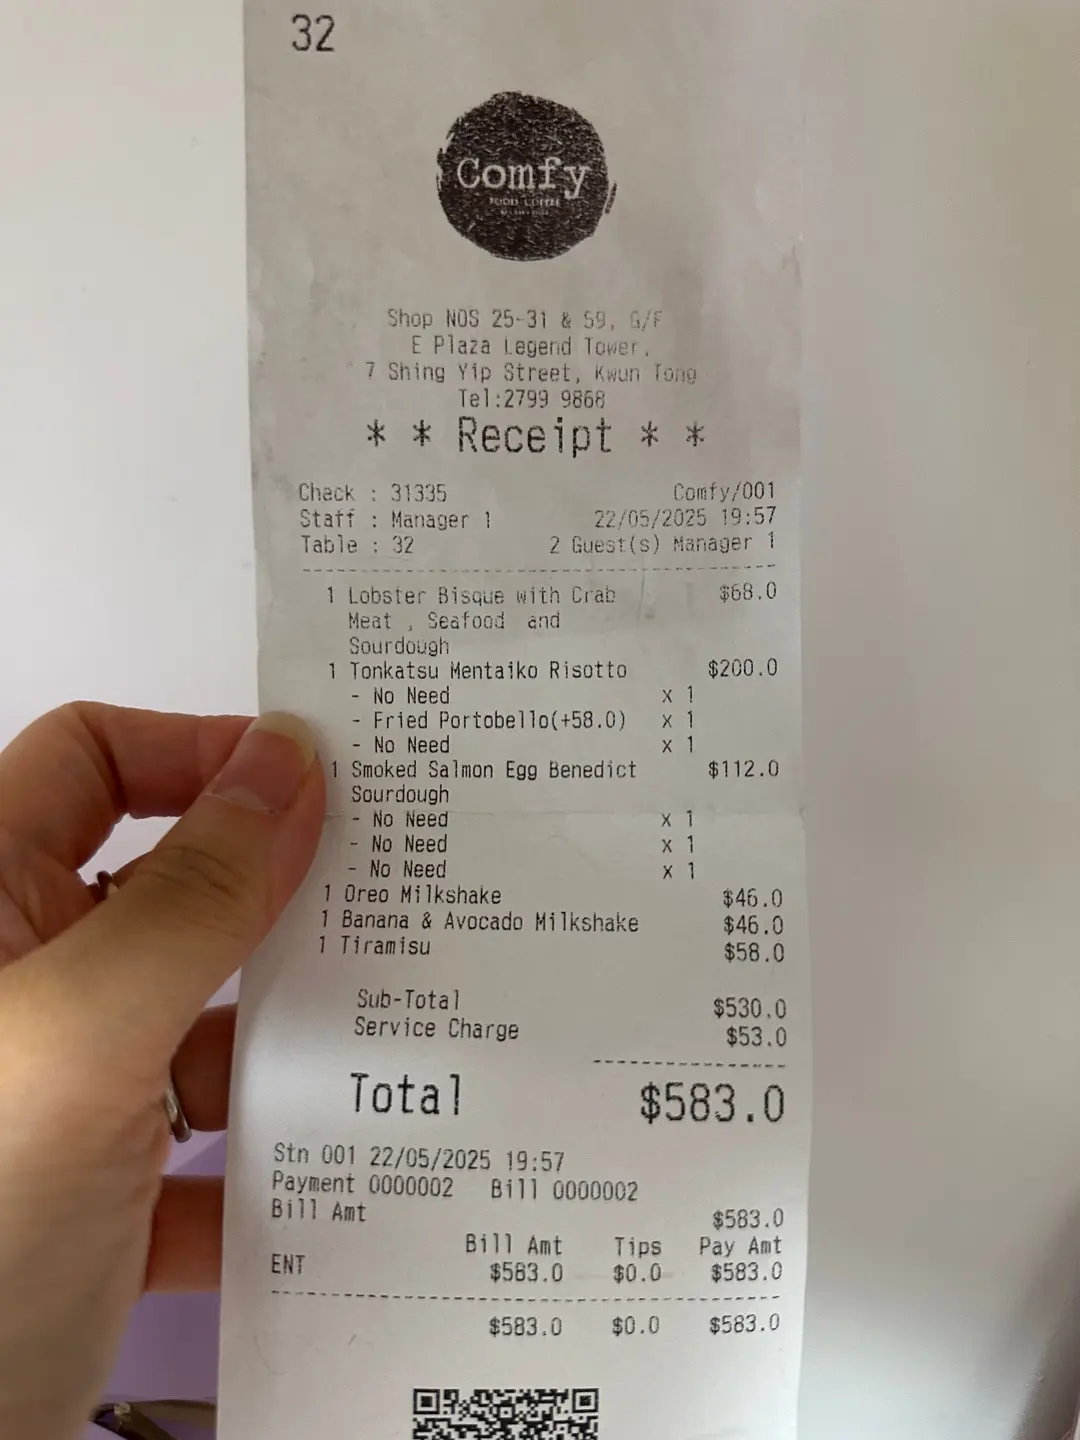 32
Comfy
FOOD COFFEE
Shop NOS 25-31 & 59, G/F
E Plaza Legend Tower,
7 Shing Yip Street, Kwun Tong
Tel:2799 9868
* * Receipt * *
Check : 31335 Comfy/001
Staff : Manager 1 22/05/2025 19:57
Table : 32 2 Guest(s) Manager 1
1 Lobster Bisque with Crab $68.0
Meat , Seafood and
Sourdough
1 Tonkatsu Mentaiko Risotto $200.0
- No Need x 1
- Fried Portobello(+58.0) x 1
- No Need x 1
1 Smoked Salmon Egg Benedict $112.0
Sourdough
- No Need x 1
- No Need x 1
- No Need x 1
1 Oreo Milkshake $46.0
1 Banana & Avocado Milkshake $46.0
1 Tiramisu $58.0
Sub-Total $530.0
Service Charge $53.0
Total $583.0
Stn 001 22/05/2025 19:57
Payment 0000002 Bill 0000002
Bill Amt $583.0
Bill Amt Tips Pay Amt
ENT $583.0 $0.0 $583.0
$583.0 $0.0 $583.0